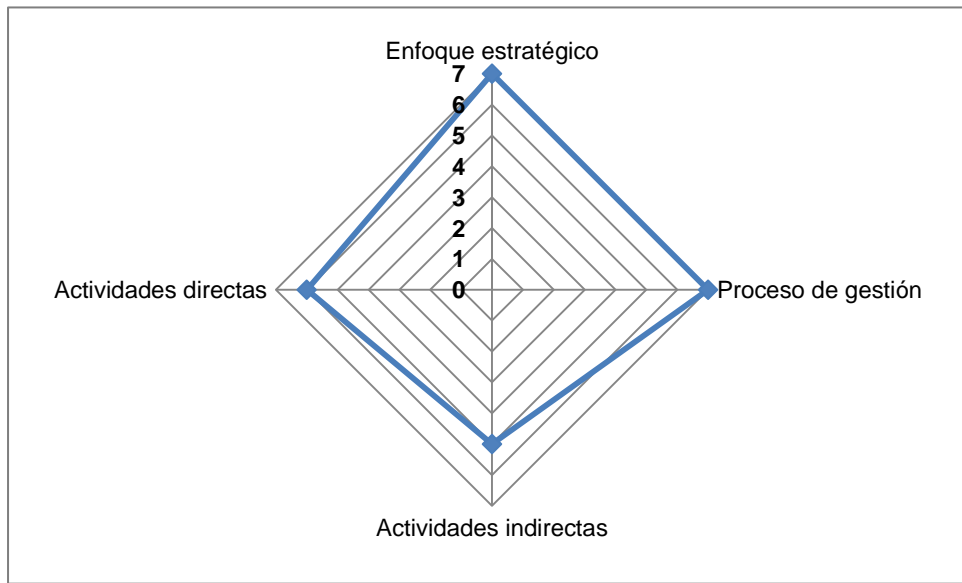 Enfoque estratégico
7
6
5
4
3
2
1
0
Actividades directas
Proceso de gestión
Actividades indirectas